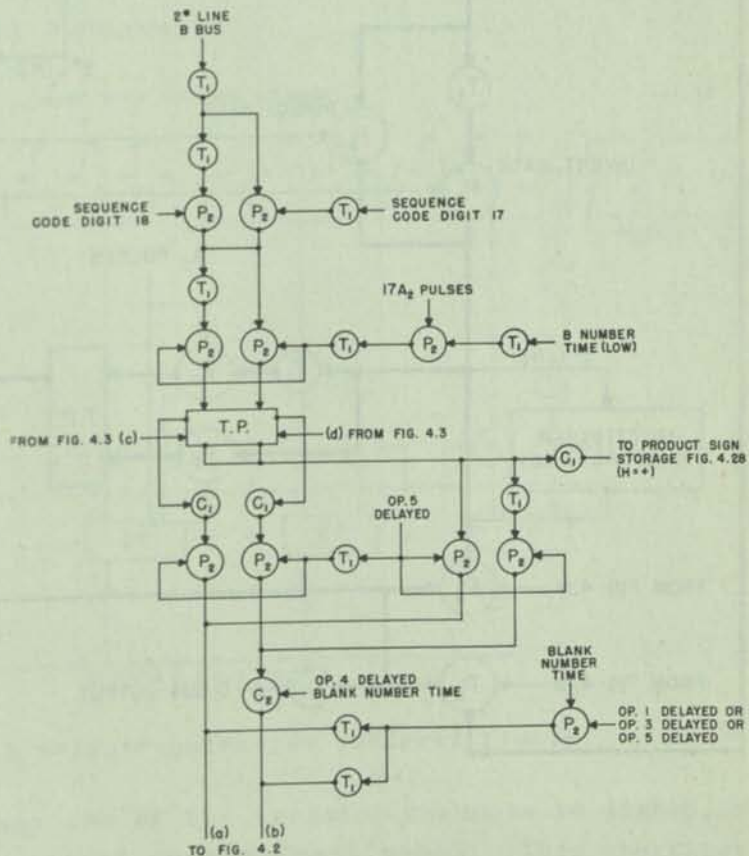 2* LINE
B BUS
T1
T1
SEQUENCE
CODE DIGIT 18
P2
P2
T1
SEQUENCE
CODE DIGIT 17
T1
17A2 PULSES
P2
P2
T1
P2
T1
B NUMBER
TIME (LOW)
T.P.
FROM FIG. 4.3 (c)
(d) FROM FIG. 4.3
C1
TO PRODUCT SIGN
STORAGE FIG. 4.28
(H=+)
C1
C1
OP. 5
DELAYED
T1
P2
P2
T1
P2
P2
C2
OP. 4 DELAYED
BLANK NUMBER TIME
BLANK
NUMBER
TIME
T1
P2
OP. 1 DELAYED OR
OP. 3 DELAYED OR
OP. 5 DELAYED
T1
(a)
(b)
TO FIG. 4.2